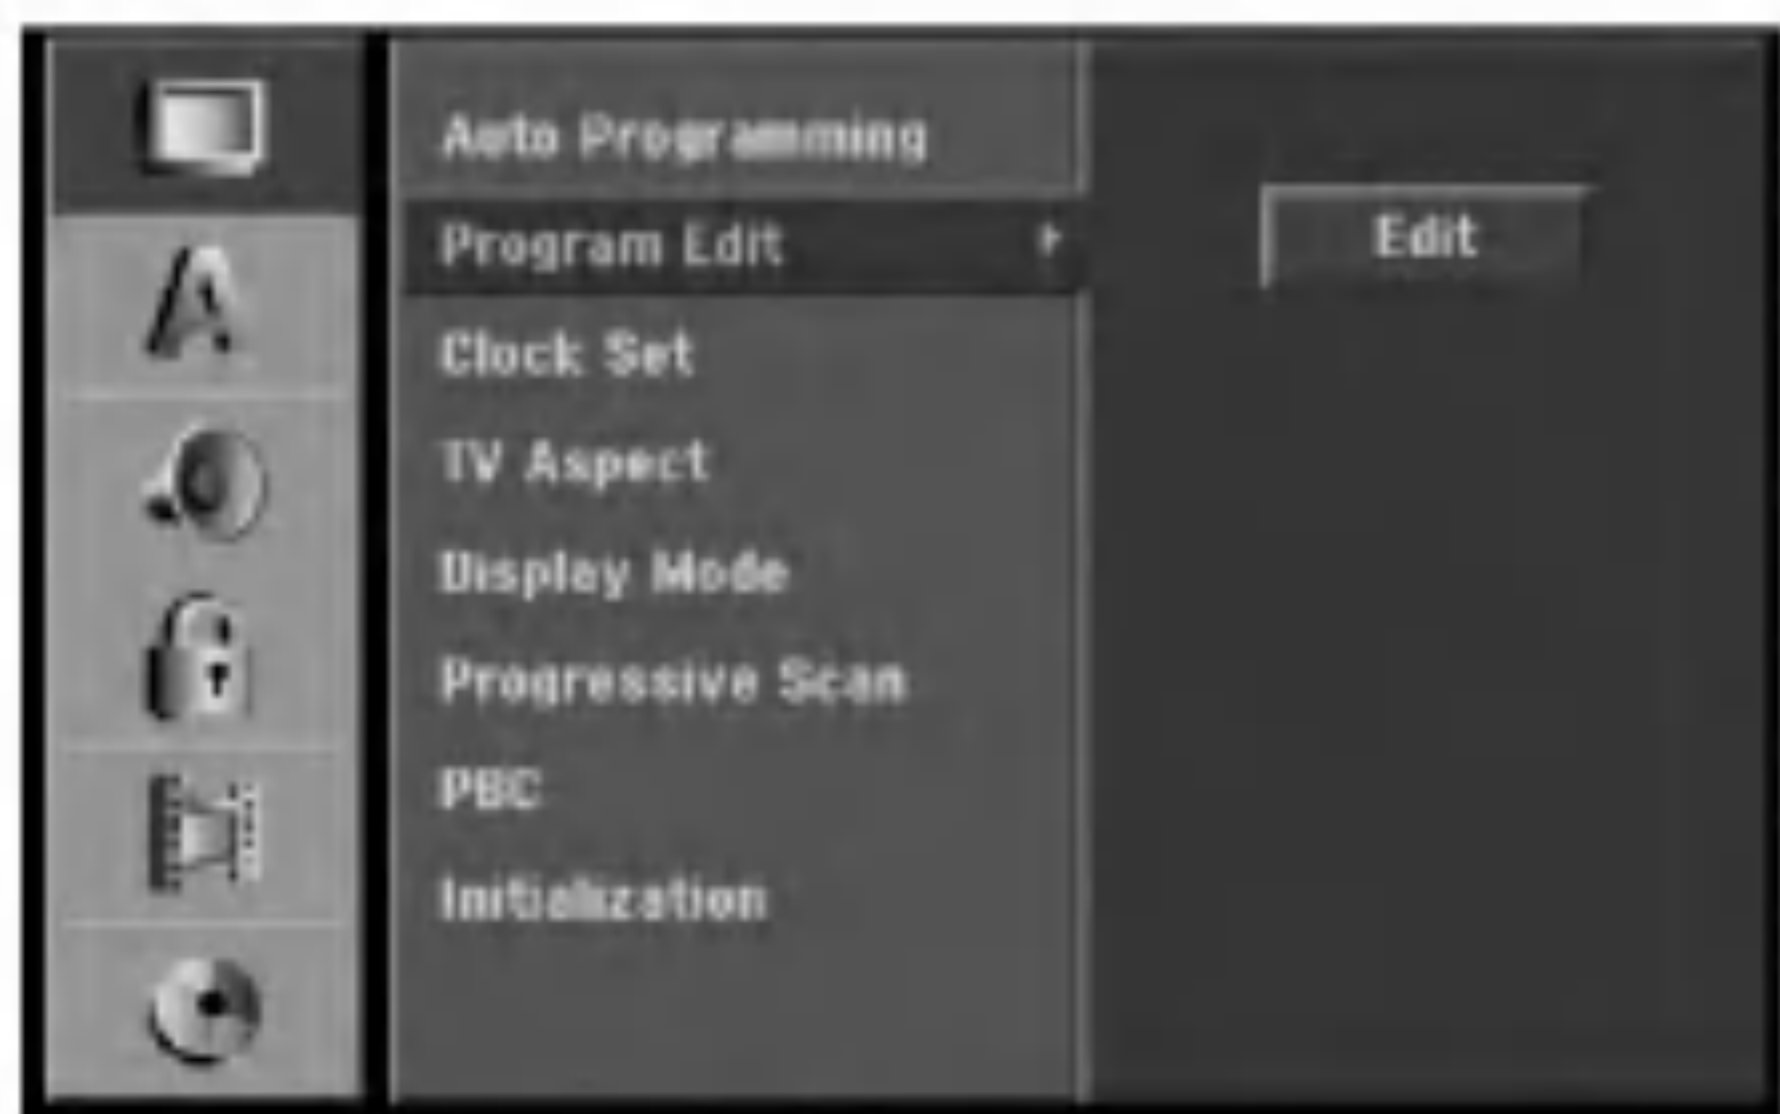 Auto Programming
Program Edit
Edit
Clock Set
TV Aspect
Display Mode
Progressive Scan
PBC
Initialization